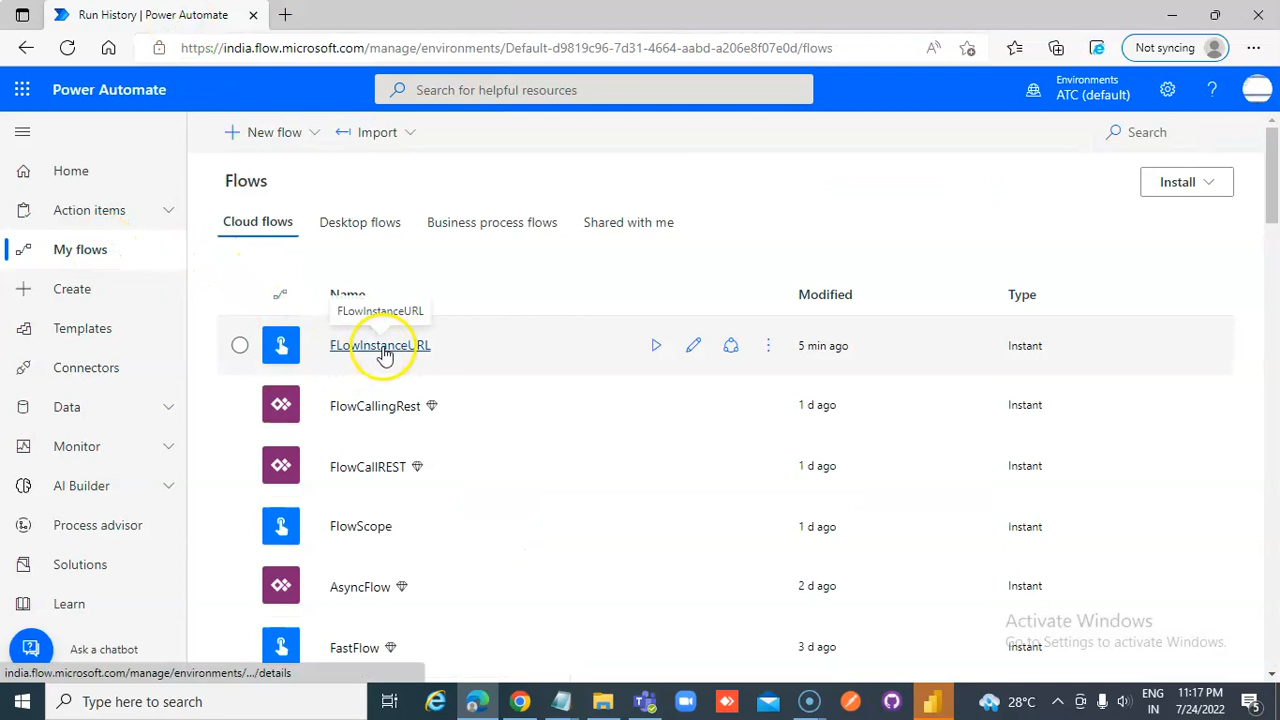 Run History | Power Automate
https://india.flow.microsoft.com/manage/environments/Default-d9819c96-7d31-4664-aabd-a206e8f07e0d/flows
Not syncing
Power Automate
Search for helpful resources
Environments
ATC (default)
New flow
Import
Search
Home
Action items
My flows
Create
Templates
Connectors
Data
Monitor
AI Builder
Process advisor
Solutions
Learn
Ask a chatbot
Flows
Install
Cloud flows
Desktop flows
Business process flows
Shared with me
Name
Modified
Type
FLowInstanceURL
FLowInstanceURL
5 min ago
Instant
FlowCallingRest
1 d ago
Instant
FlowCallREST
1 d ago
Instant
FlowScope
1 d ago
Instant
AsyncFlow
2 d ago
Instant
FastFlow
3 d ago
Instant
Activate Windows
Go to Settings to activate Windows.
india.flow.microsoft.com/manage/environments/.../details
Type here to search
28°C
ENG
IN
11:17 PM
7/24/2022
5